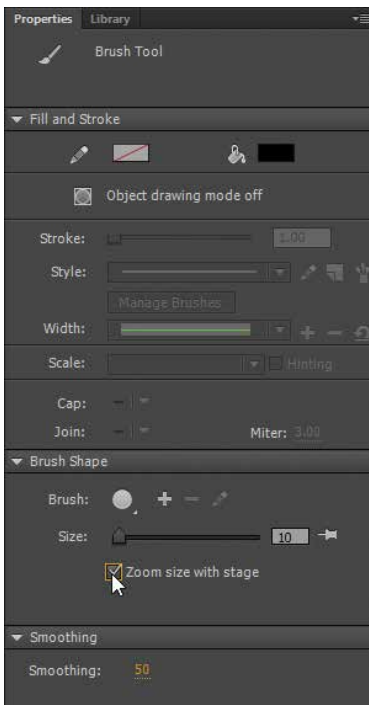 Properties Library
Brush Tool
Fill and Stroke
Object drawing mode off
Stroke: 1.00
Style:
Manage Brushes
Width:
Scale: Hinting
Cap:
Join: Miter: 3.00
Brush Shape
Brush:
Size: 10
Zoom size with stage
Smoothing
Smoothing: 50